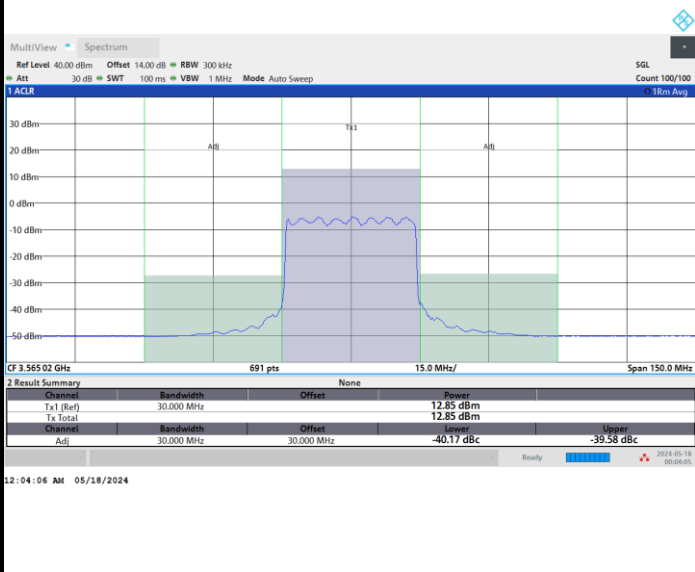 MultiView Spectrum
Ref Level 40.00 dBm Offset 14.00 dB RBW 300 kHz SGL
Att 30 dB SWT 100 ms VBW 1 MHz Mode Auto Sweep Count 100/100
1 ACLR 1Rm Avg
30 dBm
Tx1
20 dBm Adj Adj
10 dBm
0 dBm
-10 dBm
-20 dBm
-30 dBm
-40 dBm
-50 dBm
CF 3.565 02 GHz 691 pts 15.0 MHz/ Span 150.0 MHz
2 Result Summary None
Channel Bandwidth Offset Power
Tx1 (Ref) 30.000 MHz 12.85 dBm
Tx Total 12.85 dBm
Channel Bandwidth Offset Lower Upper
Adj 30.000 MHz 30.000 MHz -40.17 dBc -39.58 dBc
Ready 2024-05-18
00:04:05
12:04:06 AM 05/18/2024